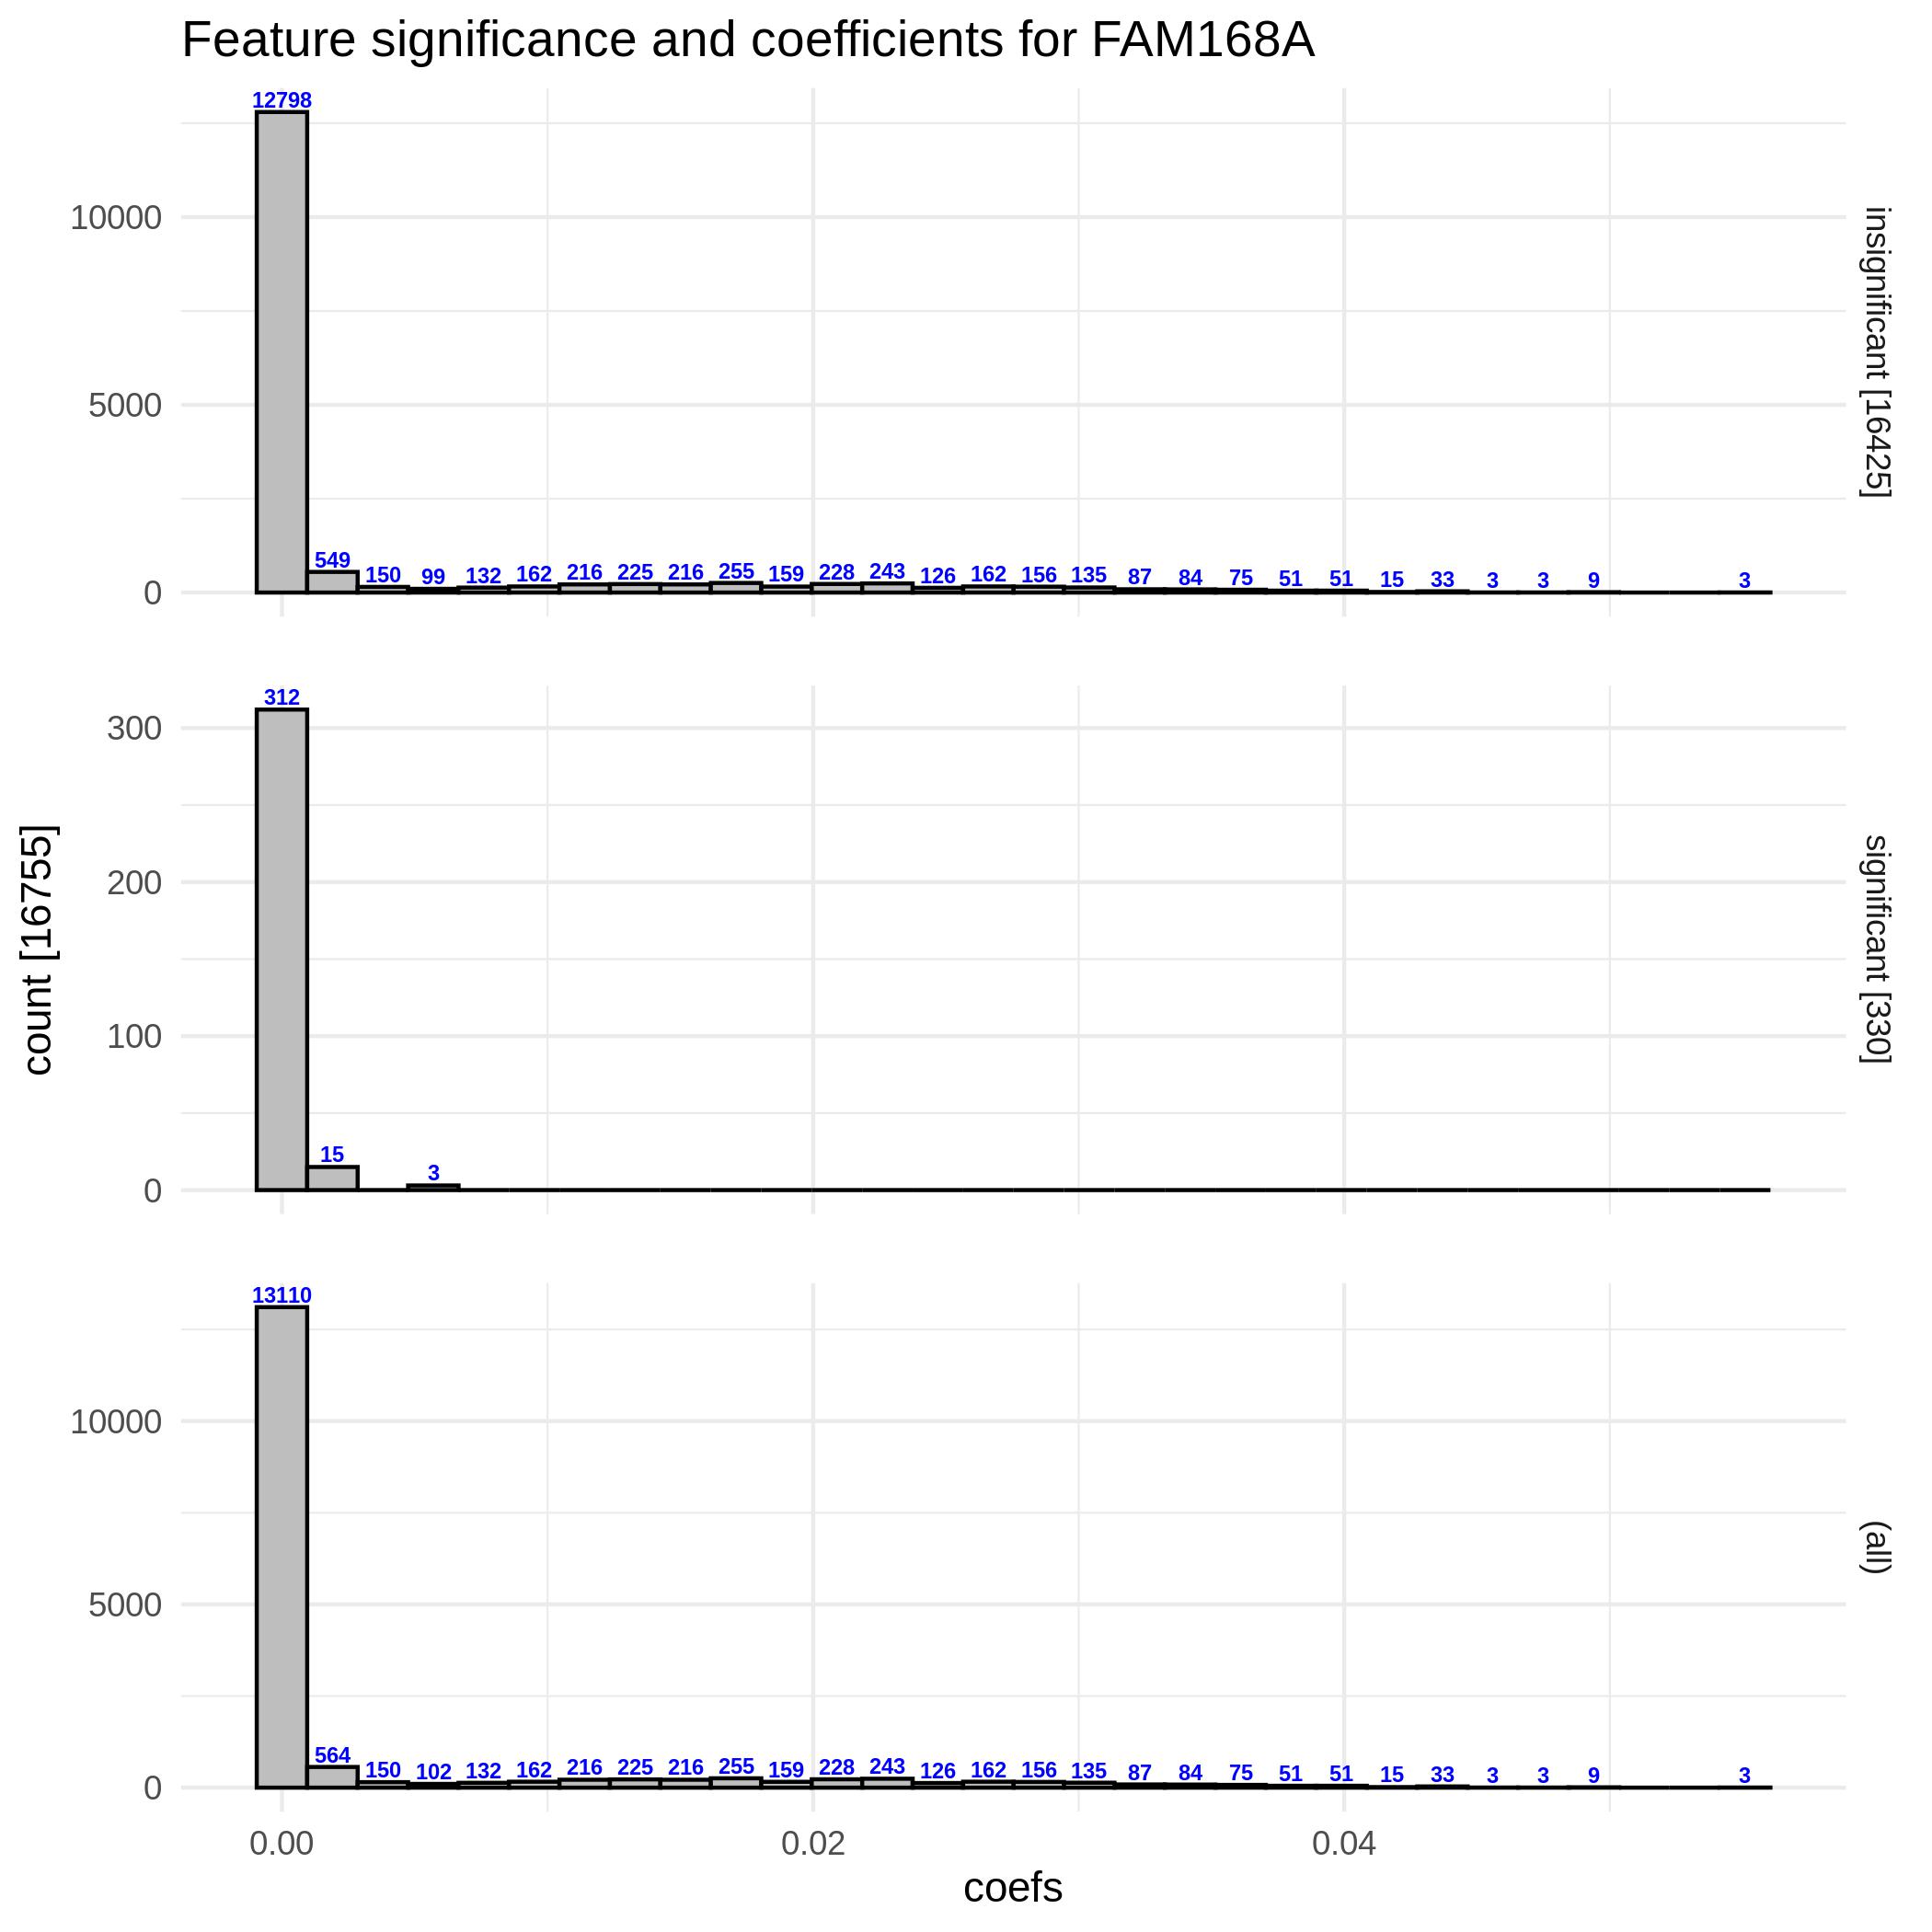 Feature significance and coefficients for FAM168A
12798
10000
5000
0
549 150 99 132 162 216 225 216 255 159 228 243 126 162 156 135 87 84 75 51 51 15 33 3 3 9 3
insignificant [16425]
312
300
200
100
0
15 3
significant [330]
count [16755]
13110
10000
5000
0
564 150 102 132 162 216 225 216 255 159 228 243 126 162 156 135 87 84 75 51 51 15 33 3 3 9 3
(all)
0.00 0.02 0.04
coefs